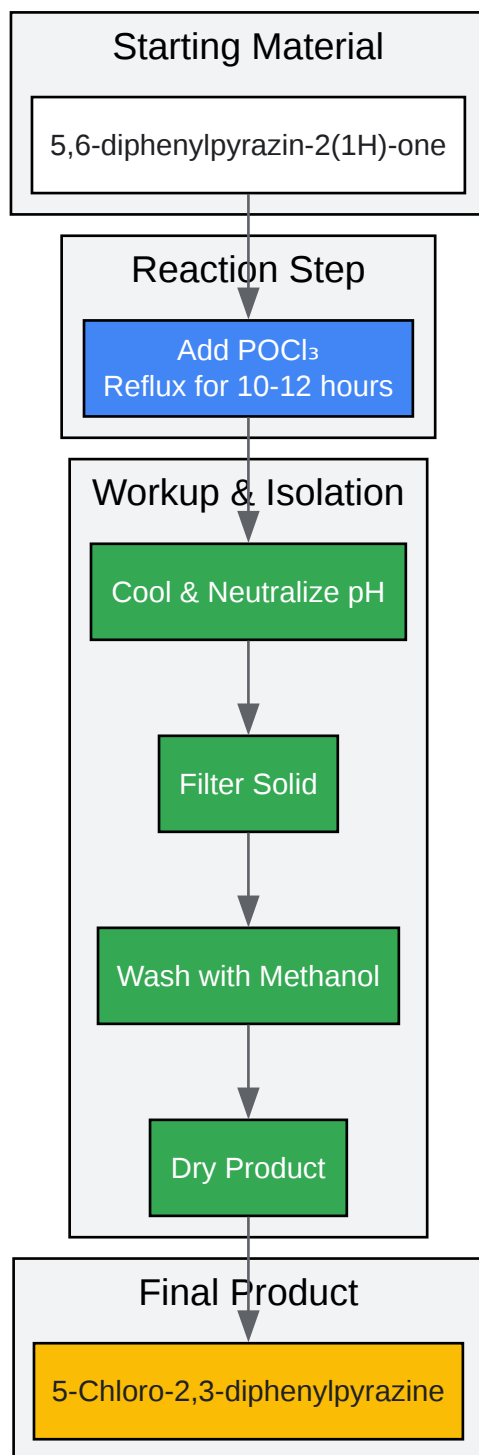 Starting Material
5,6-diphenylpyrazin-2(1H)-one
Reaction Step
Add POCl₃
Reflux for 10-12 hours
Workup & Isolation
Cool & Neutralize pH
Filter Solid
Wash with Methanol
Dry Product
Final Product
5-Chloro-2,3-diphenylpyrazine